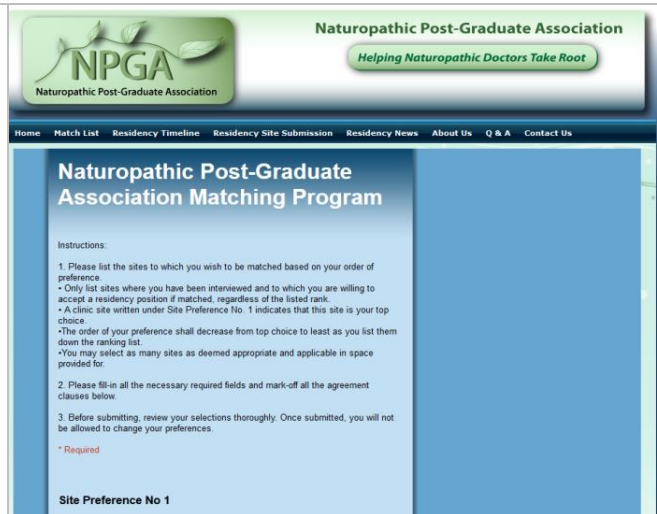 Naturopathic Post-Graduate Association
Helping Naturopathic Doctors Take Root
NPGA
Naturopathic Post-Graduate Association
Home Match List Residency Timeline Residency Site Submission Residency News About Us Q & A Contact Us
Naturopathic Post-Graduate
Association Matching Program
Instructions:
1. Please list the sites to which you wish to be matched based on your order of
preference.
• Only list sites where you have been interviewed and to which you are willing to
accept a residency position if matched, regardless of the listed rank.
• A clinic site written under Site Preference No. 1 indicates that this site is your top
choice.
•The order of your preference shall decrease from top choice to least as you list them
down the ranking list.
•You may select as many sites as deemed appropriate and applicable in space
provided for.
2. Please fill-in all the necessary required fields and mark-off all the agreement
clauses below.
3. Before submitting, review your selections thoroughly. Once submitted, you will not
be allowed to change your preferences.
* Required
Site Preference No 1